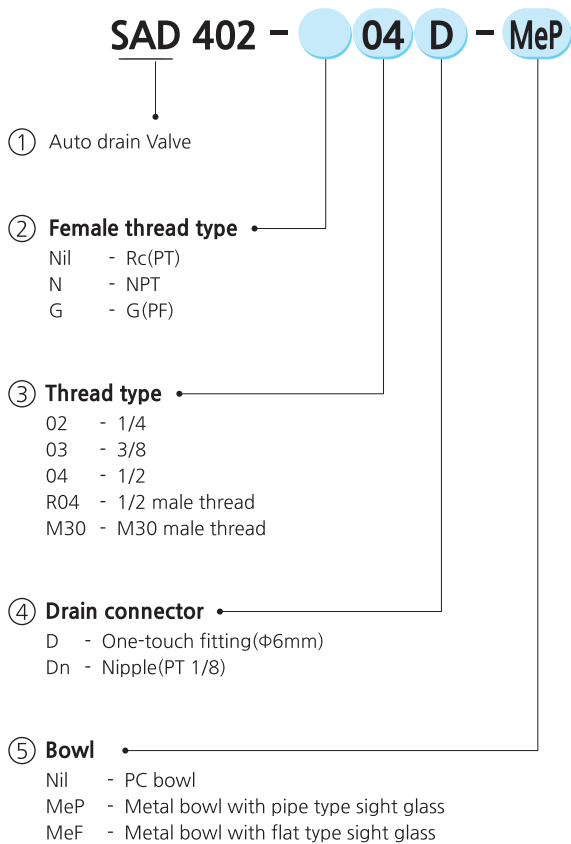 SAD 402 - 04 D - MeP
① Auto drain Valve
② Female thread type
Nil - Rc(PT)
N - NPT
G - G(PF)
③ Thread type
02 - 1/4
03 - 3/8
04 - 1/2
R04 - 1/2 male thread
M30 - M30 male thread
④ Drain connector
D - One-touch fitting(Φ6mm)
Dn - Nipple(PT 1/8)
⑤ Bowl
Nil - PC bowl
MeP - Metal bowl with pipe type sight glass
MeF - Metal bowl with flat type sight glass